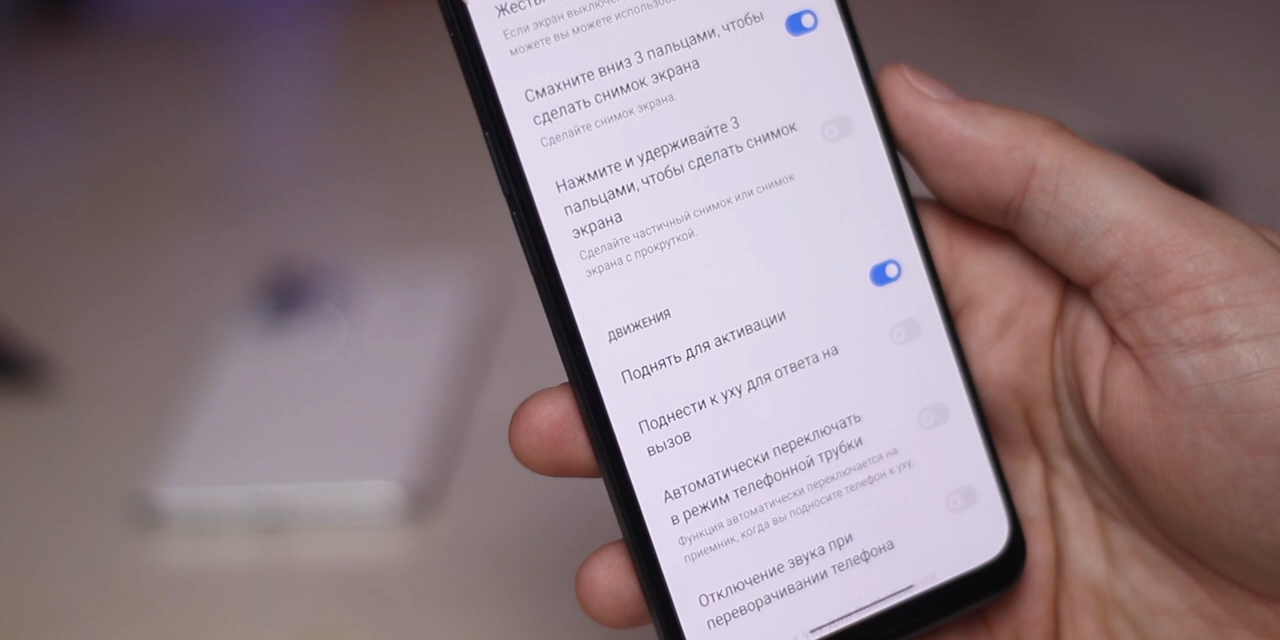 Жесты
Если экран выключен
можете вы можете использовать
Смахните вниз 3 пальцами, чтобы
сделать снимок экрана
Сделайте снимок экрана.
Нажмите и удерживайте 3
пальцами, чтобы сделать снимок
экрана
Сделайте частичный снимок или снимок
экрана с прокруткой.
ДВИЖЕНИЯ
Поднять для активации
Поднести к уху для ответа на
вызов
Автоматически переключать
в режим телефонной трубки
Функция автоматически переключается на
приемник, когда вы подносите телефон к уху.
Отключение звука при
переворачивании телефона